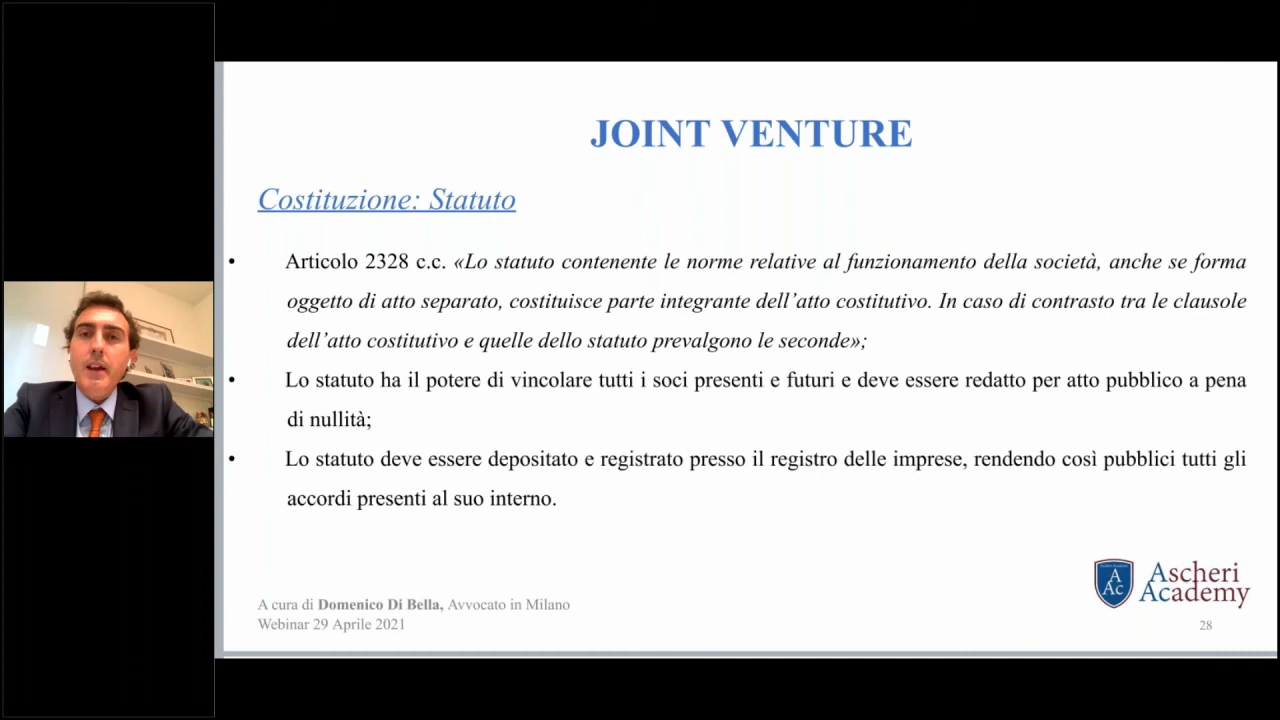 JOINT VENTURE
Costituzione: Statuto
• Articolo 2328 c.c. «Lo statuto contenente le norme relative al funzionamento della società, anche se forma
oggetto di atto separato, costituisce parte integrante dell’atto costitutivo. In caso di contrasto tra le clausole
dell’atto costitutivo e quelle dello statuto prevalgono le seconde»;
• Lo statuto ha il potere di vincolare tutti i soci presenti e futuri e deve essere redatto per atto pubblico a pena
di nullità;
• Lo statuto deve essere depositato e registrato presso il registro delle imprese, rendendo così pubblici tutti gli
accordi presenti al suo interno.
A
Ac
Ascheri
Academy
A cura di Domenico Di Bella, Avvocato in Milano
Webinar 29 Aprile 2021
28